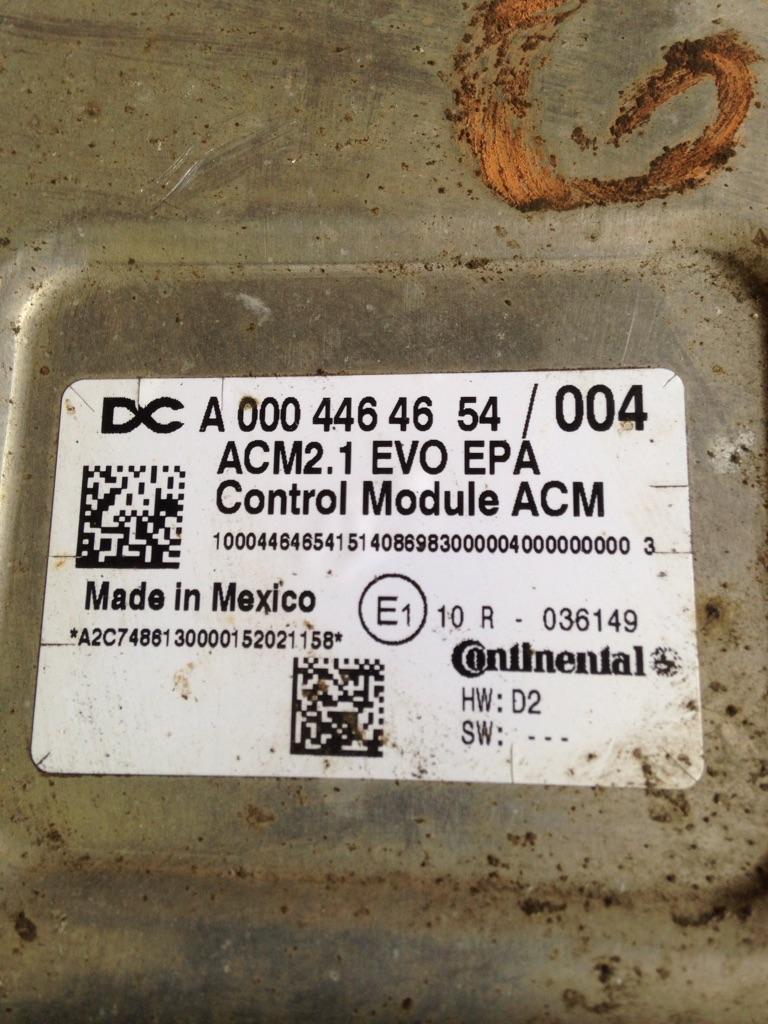 DC A 000 446 46 54 / 004
ACM2.1 EVO EPA
Control Module ACM
10004464654151408698300000400000000 3
Made in Mexico
E1 10 R - 036149
*A2C7486130000152021158*
Continental
HW: D2
SW: ---